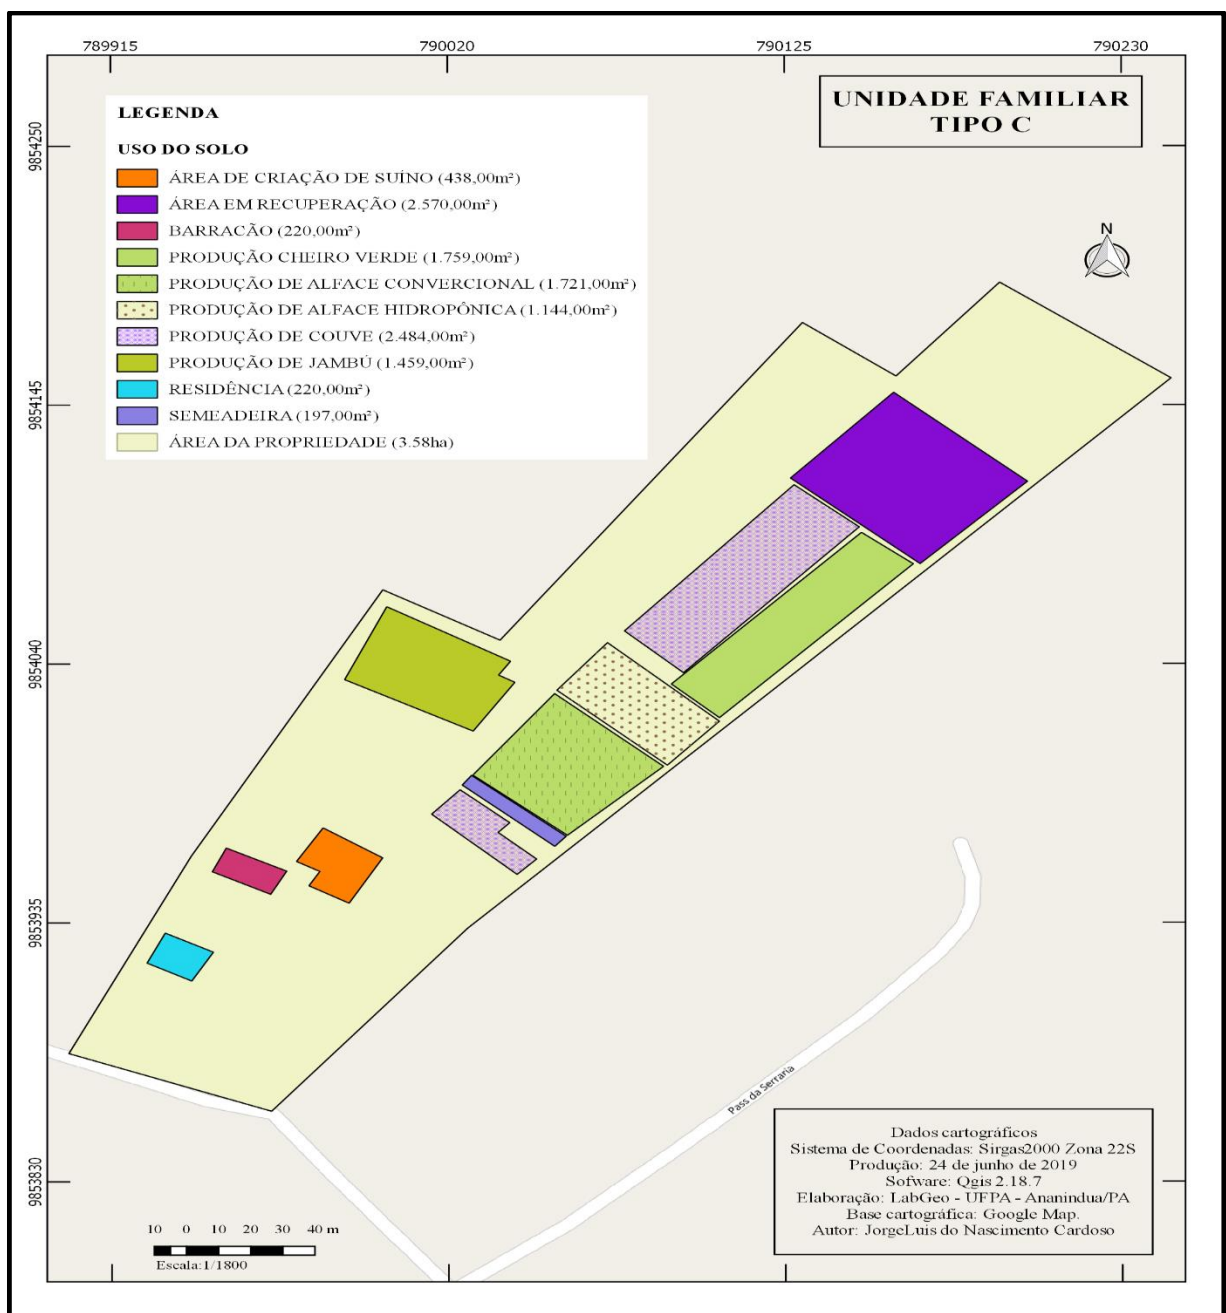 789915
790020
790125
790230
UNIDADE FAMILIAR
TIPO C
LEGENDA
USO DO SOLO
ÁREA DE CRIAÇÃO DE SUÍNO (438,00m²)
ÁREA EM RECUPERAÇÃO (2.570,00m²)
BARRACÃO (220,00m²)
PRODUÇÃO CHEIRO VERDE (1.759,00m²)
PRODUÇÃO DE ALFACE CONVERCIONAL (1.721,00m²)
PRODUÇÃO DE ALFACE HIDROPÔNICA (1.144,00m²)
PRODUÇÃO DE COUVE (2.484,00m²)
PRODUÇÃO DE JAMBÚ (1.459,00m²)
RESIDÊNCIA (220,00m²)
SEMEADEIRA (197,00m²)
ÁREA DA PROPRIEDADE (3.58ha)
9854250
N
9854145
9854040
9853935
9853830
Pass da Serraria
Dados cartográficos
Sistema de Coordenadas: Sirgas2000 Zona 22S
Produção: 24 de junho de 2019
Sofware: Qgis 2.18.7
Elaboração: LabGeo - UFPA - Ananindua/PA
Base cartográfica: Google Map.
Autor: JorgeLuis do Nascimento Cardoso
10 0 10 20 30 40 m
Escala:1/1800